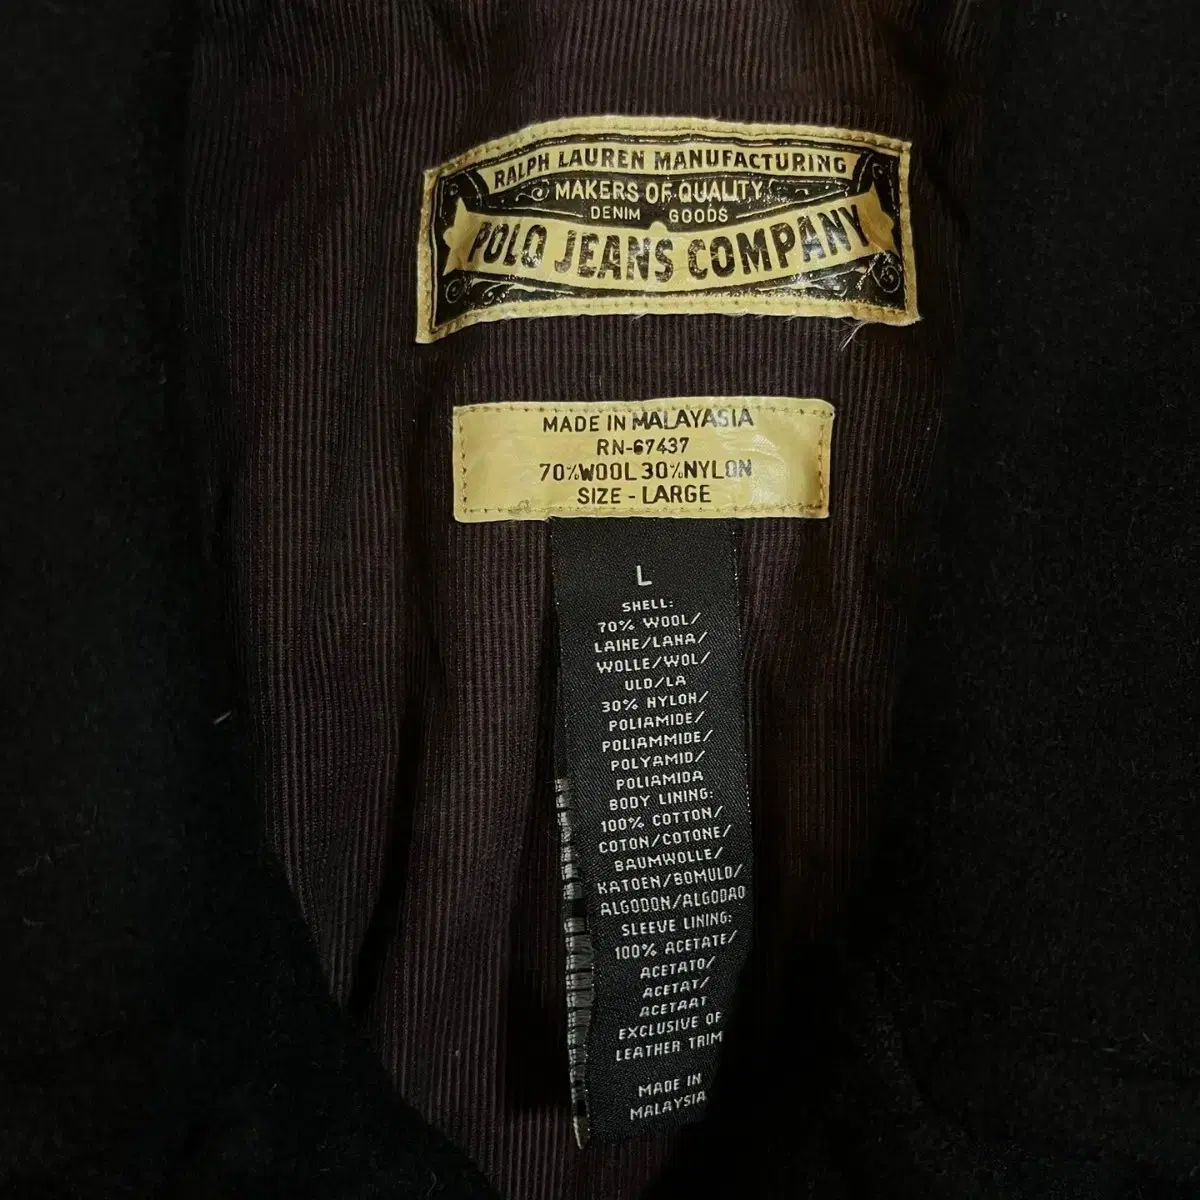 RALPH LAUREN MANUFACTURING
MAKERS OF QUALITY
DENIM GOODS
POLO JEANS COMPANY
MADE IN MALAYASIA
RN-67437
70%WOOL 30%NYLON
SIZE - LARGE
L
SHELL:
70% WOOL/
LAINE/LANA/
WOLLE/WOL/
ULD/LA
30% NYLON/
POLIAMIDE/
POLIAMMIDE/
POLYAMID/
POLIAMIDA
BODY LINING:
100% COTTON/
COTON/COTONE/
BAUMWOLLE/
KATOEN/BOMULD/
ALGODON/ALGODAO
SLEEVE LINING:
100% ACETATE/
ACETATO/
ACETAT/
ACETAAT
EXCLUSIVE OF
LEATHER TRIM
MADE IN
MALAYSIA